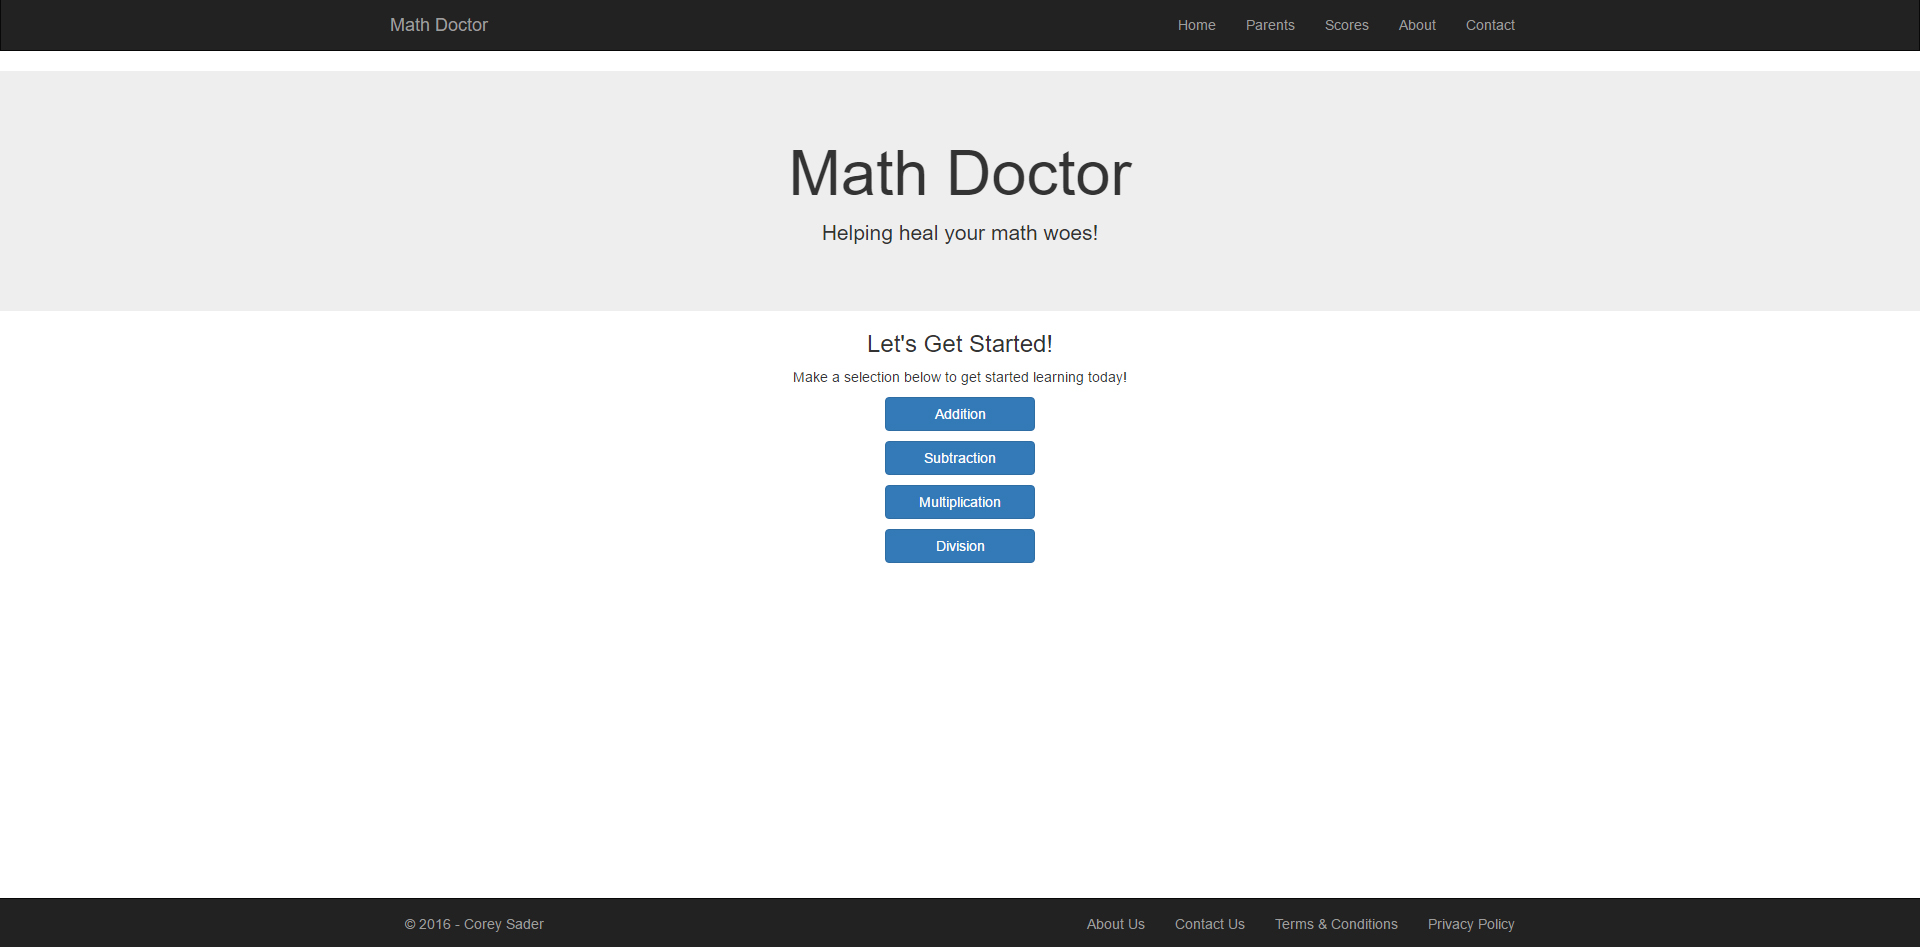 Math Doctor Home Parents Scores About Contact
Math Doctor
Helping heal your math woes!
Let's Get Started!
Make a selection below to get started learning today!
Addition
Subtraction
Multiplication
Division
© 2016 - Corey Sader About Us Contact Us Terms & Conditions Privacy Policy